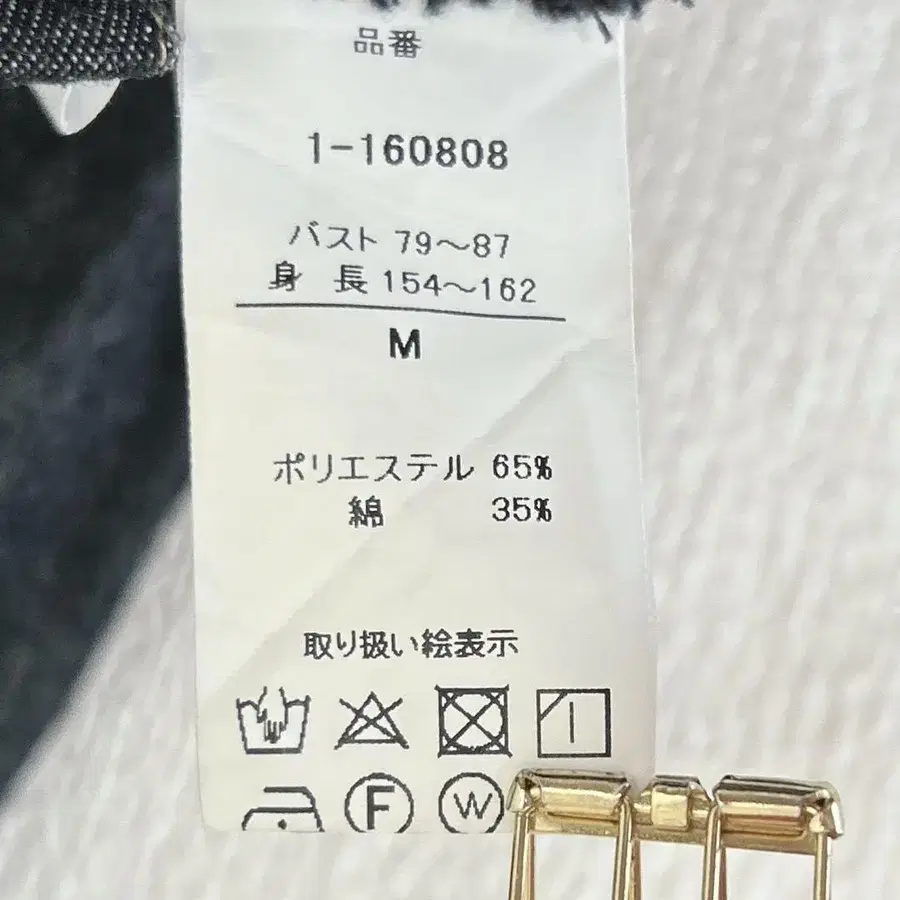 品番
1-160808
バスト 79～87
身 長 154～162
M
ポリエステル 65%
綿 35%
取り扱い絵表示
F W